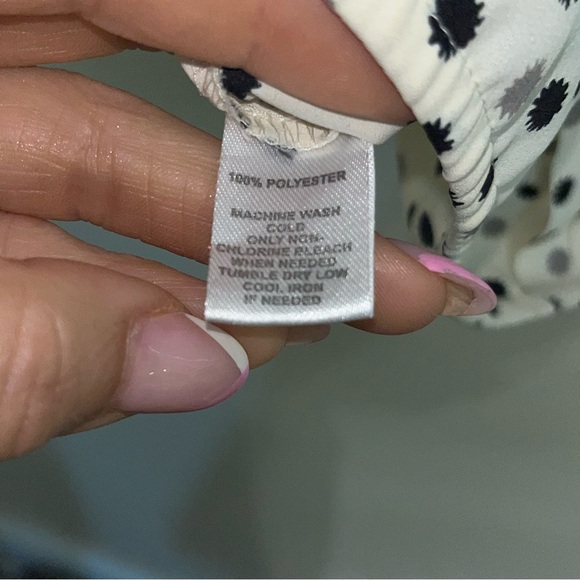 100% POLYESTER
MACHINE WASH
COLD
ONLY NON-
CHLORINE BLEACH
WHEN NEEDED
TUMBLE DRY LOW
COOL IRON
IF NEEDED